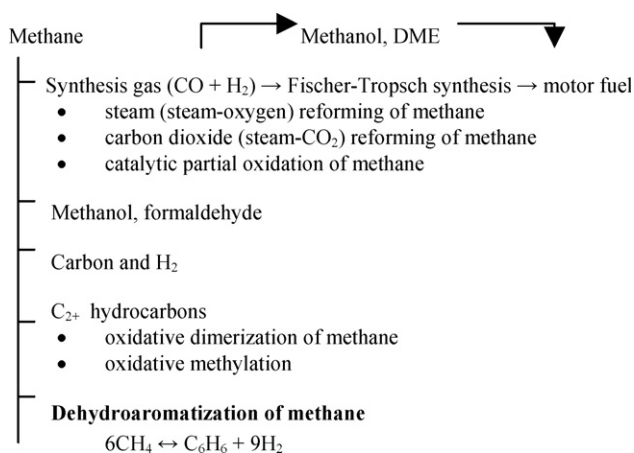 Methane Methanol, DME
Synthesis gas (CO + H₂) → Fischer-Tropsch synthesis → motor fuel
• steam (steam-oxygen) reforming of methane
• carbon dioxide (steam-CO₂) reforming of methane
• catalytic partial oxidation of methane
Methanol, formaldehyde
Carbon and H₂
C₂₊ hydrocarbons
• oxidative dimerization of methane
• oxidative methylation
Dehydroaromatization of methane
6CH₄ ↔ C₆H₆ + 9H₂